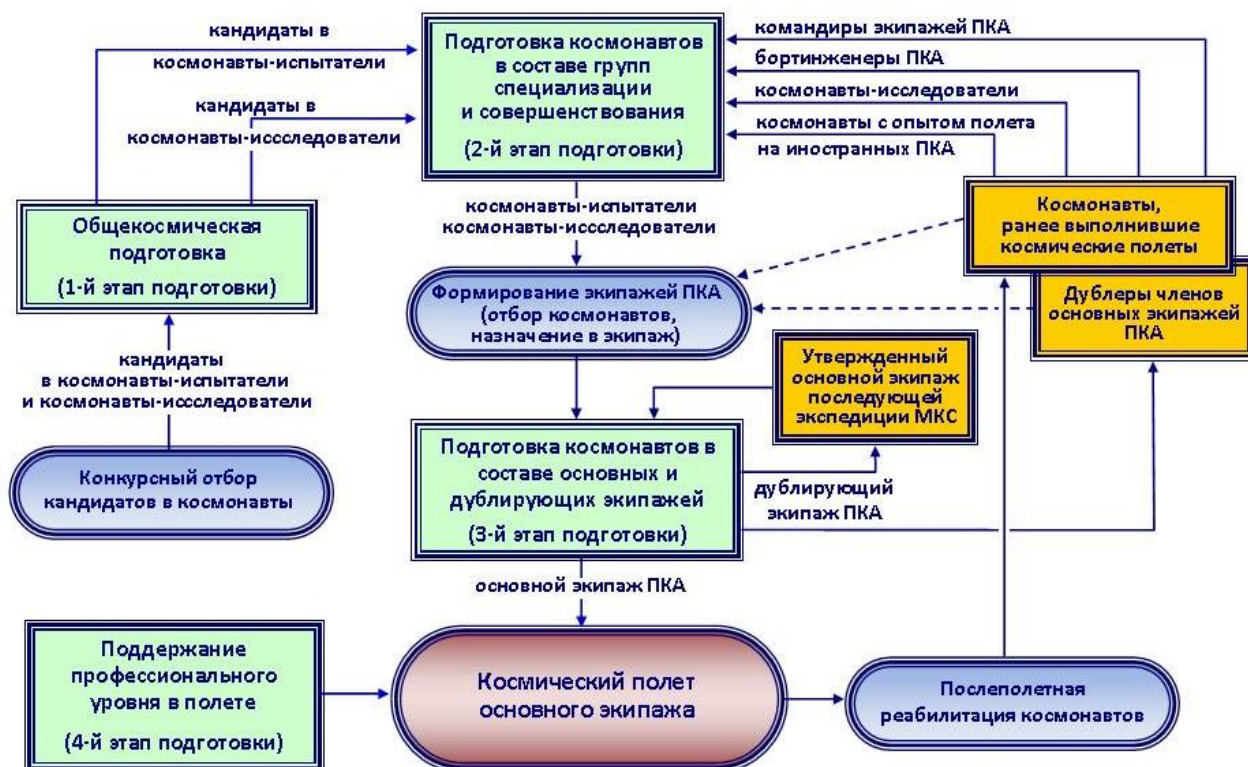 кандидаты в
космонавты-испытатели
кандидаты в
космонавты-иссследователи
Подготовка космонавтов
в составе групп
специализации
и совершенствования
(2-й этап подготовки)
командиры экипажей ПКА
бортинженеры ПКА
космонавты-исследователи
космонавты с опытом полета
на иностранных ПКА
Общекосмическая
подготовка
(1-й этап подготовки)
космонавты-испытатели
космонавты-иссследователи
Космонавты,
ранее выполнившие
космические полеты
Дублеры членов
основных экипажей
ПКА
Формирование экипажей ПКА
(отбор космонавтов,
назначение в экипаж)
кандидаты
в космонавты-испытатели
и космонавты-иссследователи
Утвержденный
основной экипаж
последующей
экспедиции МКС
Конкурсный отбор
кандидатов в космонавты
Подготовка космонавтов в
составе основных и
дублирующих экипажей
(3-й этап подготовки)
дублирующий
экипаж ПКА
основной экипаж ПКА
Поддержание
профессионального
уровня в полете
(4-й этап подготовки)
Космический полет
основного экипажа
Послеполетная
реабилитация космонавтов